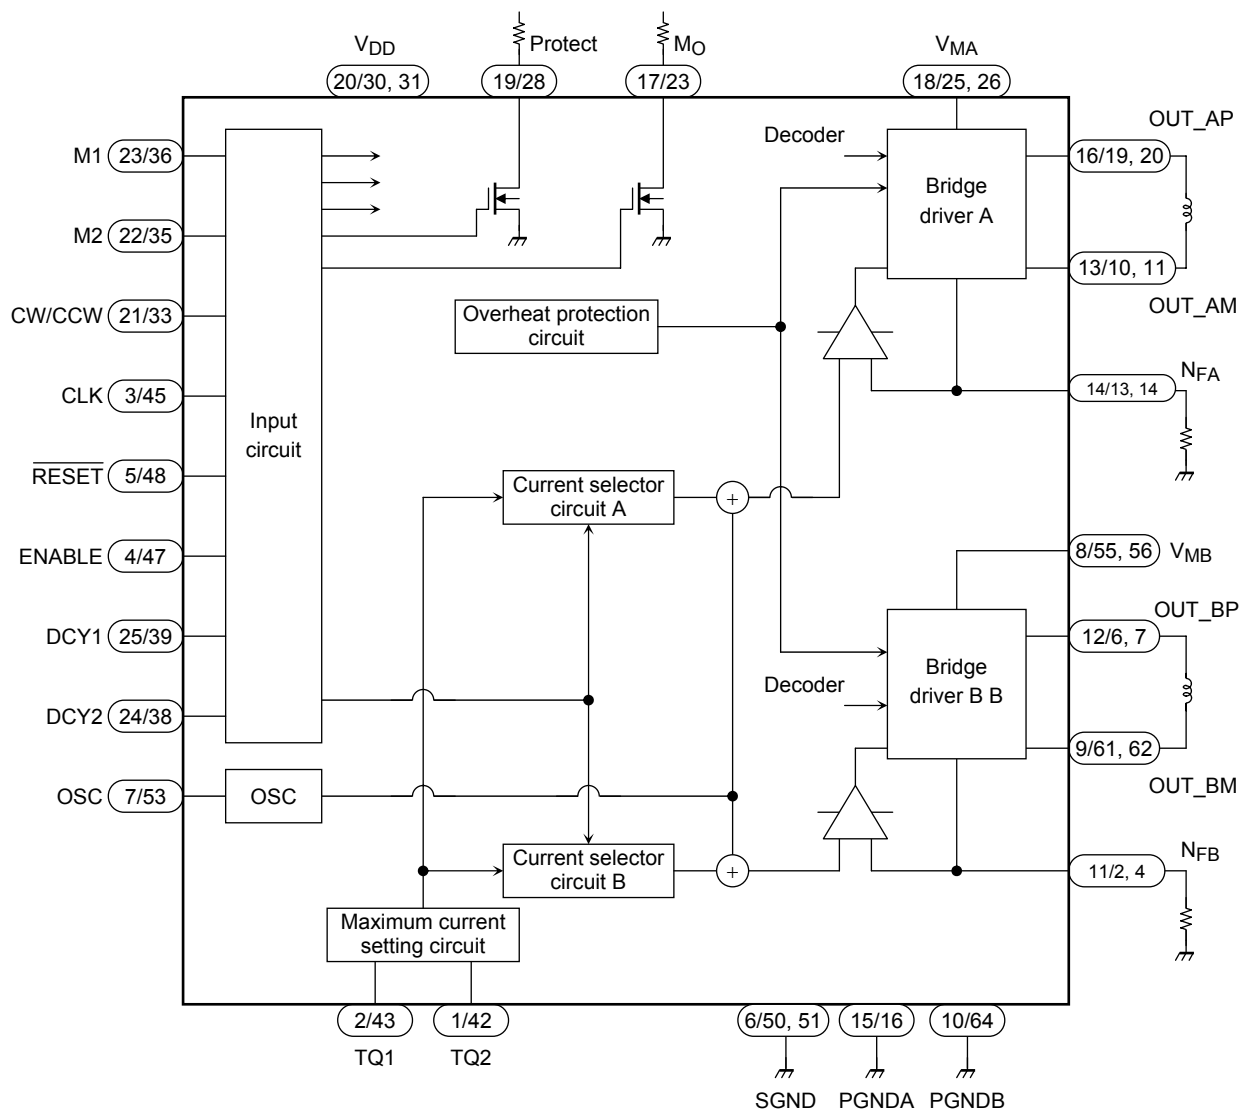 VDD
Protect
MO
VMA
20/30, 31
19/28
17/23
18/25, 26
OUT_AP
M1
23/36
Decoder
16/19, 20
Bridge
driver A
M2
22/35
13/10, 11
OUT_AM
CW/CCW
21/33
Overheat protection
circuit
NFA
14/13, 14
CLK
3/45
Input
circuit
RESET
5/48
Current selector
circuit A
+
ENABLE
4/47
8/55, 56
VMB
OUT_BP
DCY1
25/39
12/6, 7
Bridge
driver B B
Decoder
DCY2
24/38
9/61, 62
OUT_BM
OSC
7/53
OSC
Current selector
circuit B
+
NFB
11/2, 4
Maximum current
setting circuit
2/43
1/42
6/50, 51
15/16
10/64
TQ1
TQ2
SGND
PGNDA
PGNDB